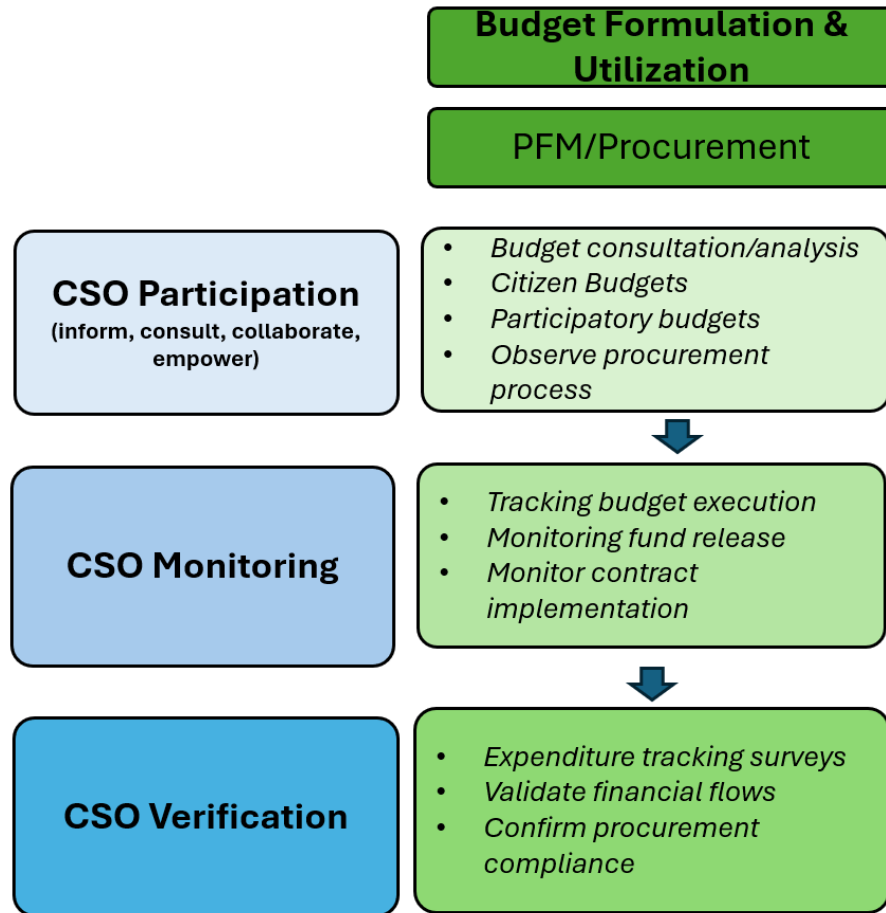 Budget Formulation &
Utilization
PFM/Procurement
CSO Participation
(inform, consult, collaborate,
empower)
• Budget consultation/analysis
• Citizen Budgets
• Participatory budgets
• Observe procurement
process
CSO Monitoring
• Tracking budget execution
• Monitoring fund release
• Monitor contract
implementation
CSO Verification
• Expenditure tracking surveys
• Validate financial flows
• Confirm procurement
compliance